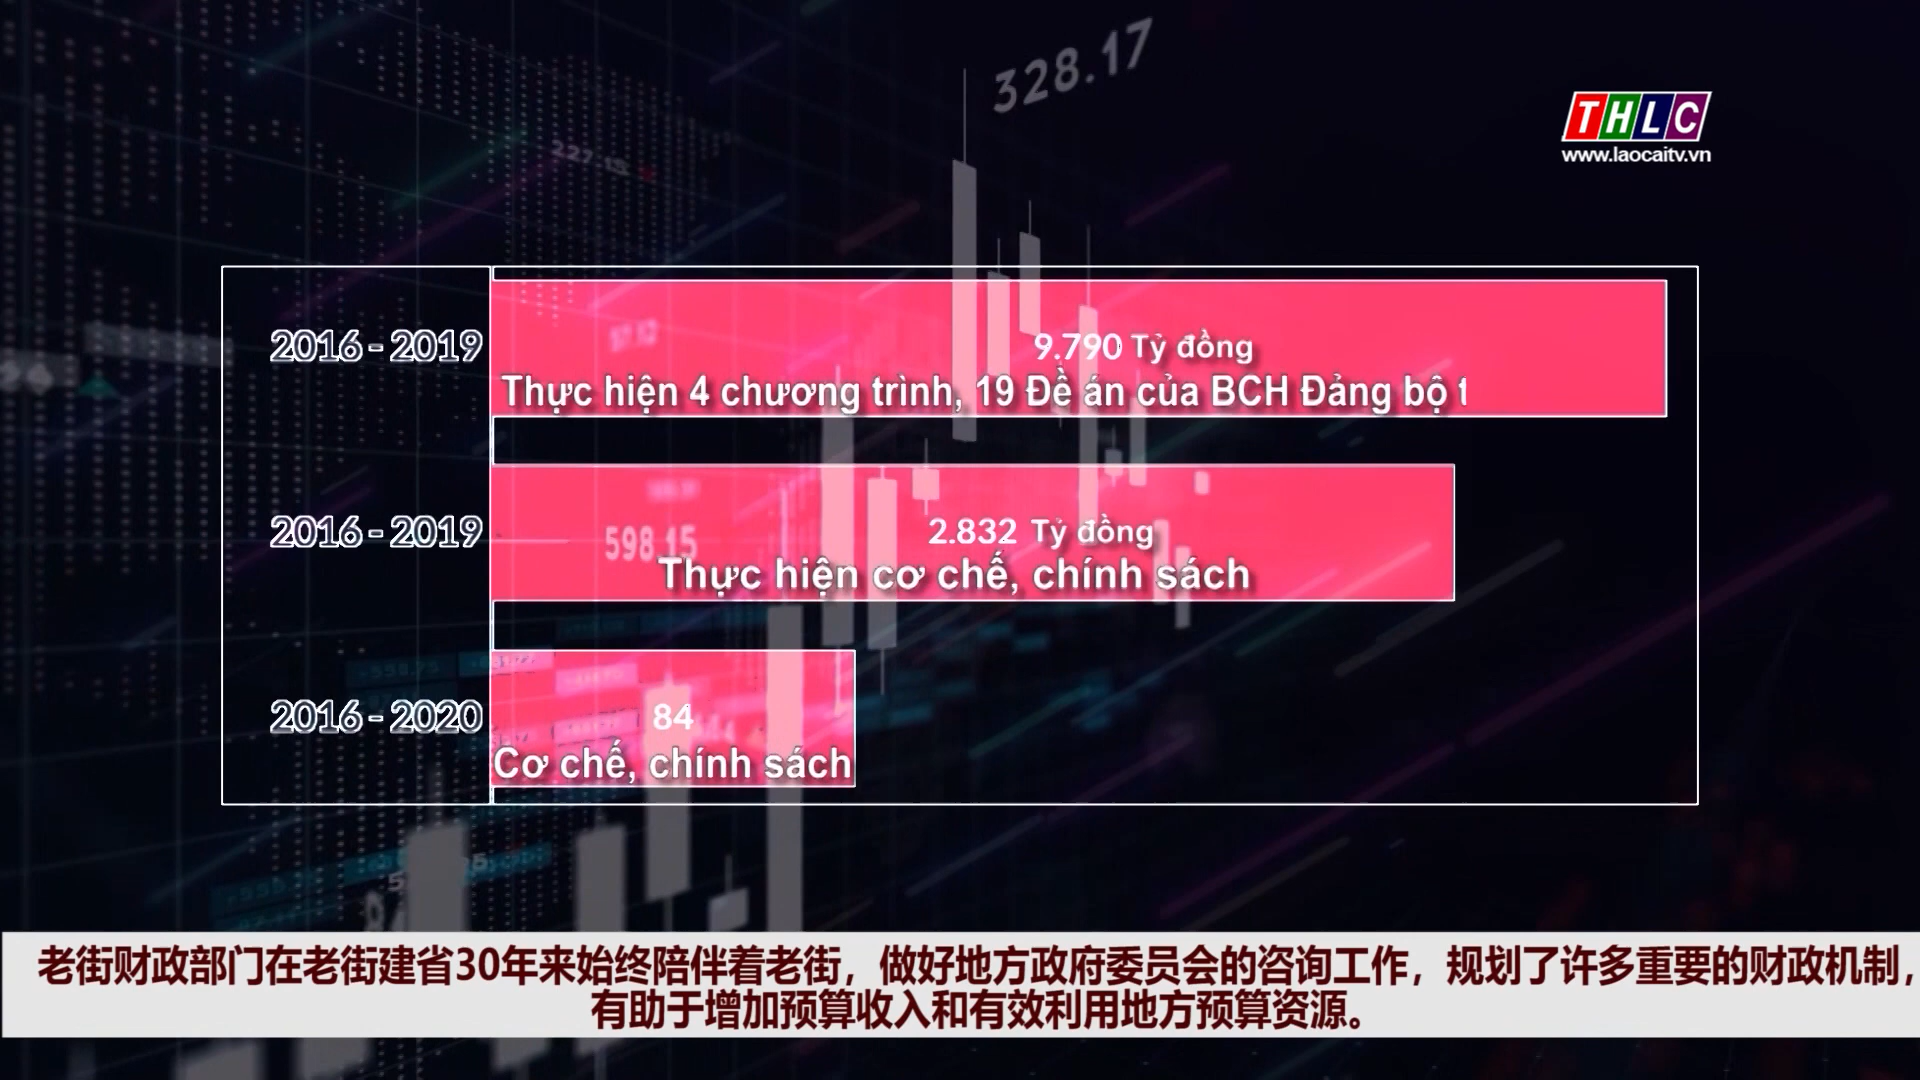 328.17
227.15
THLC
www.laocaitv.vn
2016 - 2019
9.790 Tỷ đồng
Thực hiện 4 chương trình, 19 Đề án của BCH Đảng bộ t
2016 - 2019
598.15
2.832 Tỷ đồng
Thực hiện cơ chế, chính sách
2016 - 2020
84
Cơ chế, chính sách
老街财政部门在老街建省30年来始终陪伴着老街，做好地方政府委员会的咨询工作，规划了许多重要的财政机制，
有助于增加预算收入和有效利用地方预算资源。